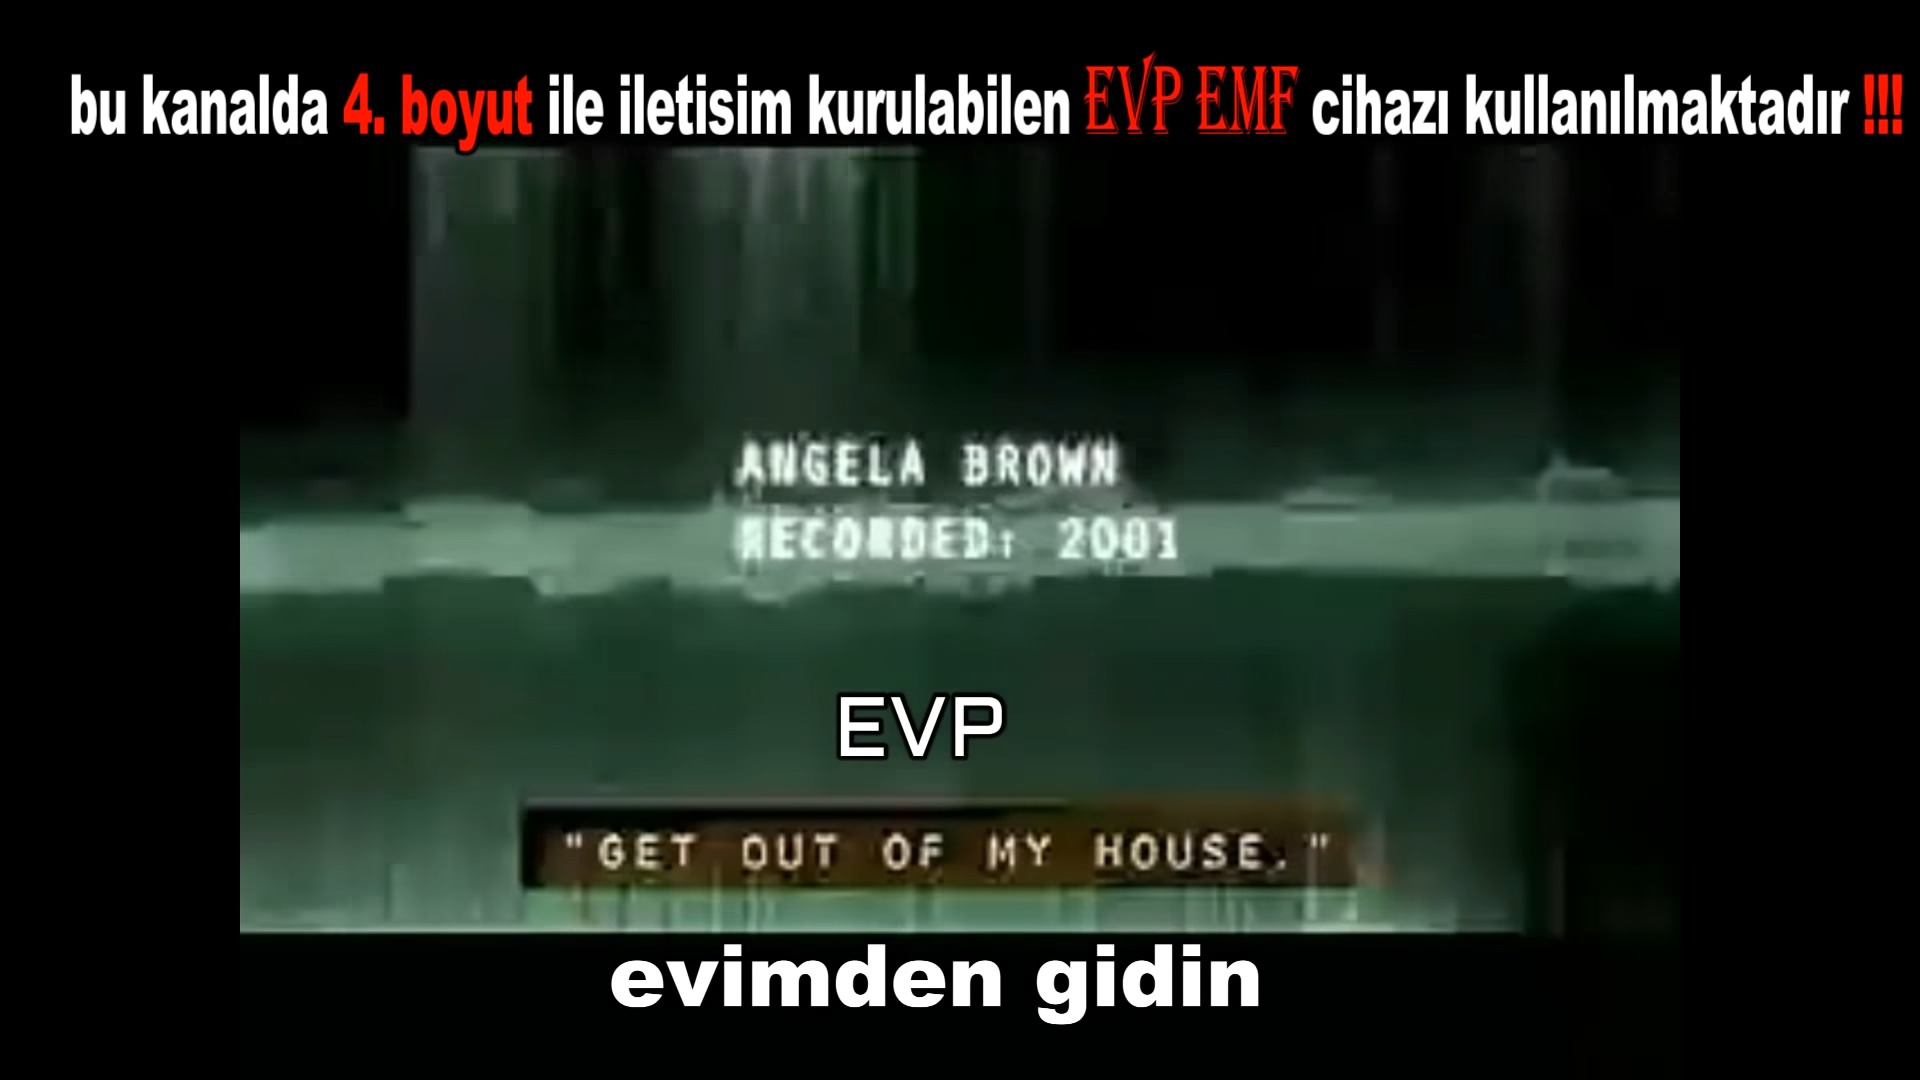 bu kanalda 4. boyut ile iletisim kurulabilen EVP EMF cihazı kullanılmaktadır !!!
ANGELA BROWN
RECORDED: 2001
EVP
"GET OUT OF MY HOUSE."
evimden gidin